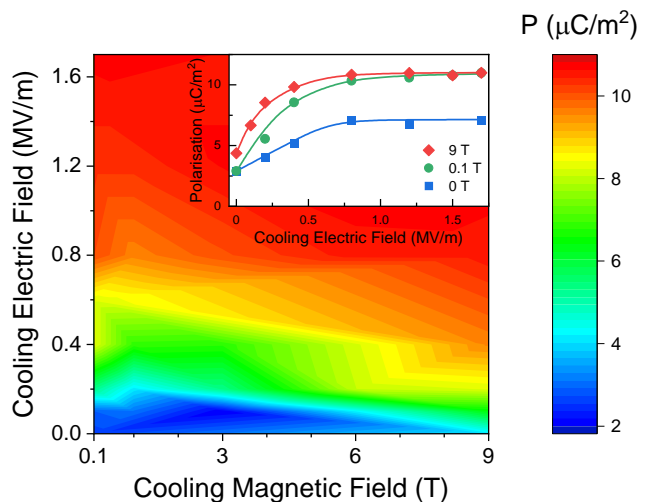 P (μC/m²)
Cooling Electric Field (MV/m)
1.6
1.2
0.8
0.4
0.0
0.1
3
6
9
Cooling Magnetic Field (T)
Polarisation (μC/m²)
10
5
0
0.0
0.5
1.0
1.5
Cooling Electric Field (MV/m)
9 T
0.1 T
0 T
10
8
6
4
2